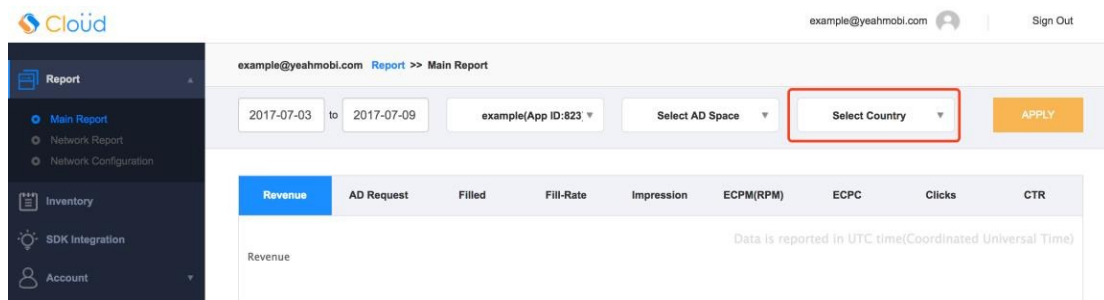 Cloüd
example@yeahmobi.com
Sign Out
Report
Main Report
Network Report
Network Configuration
Inventory
SDK Integration
Account
example@yeahmobi.com Report >> Main Report
2017-07-03 to 2017-07-09
example(App ID:823
Select AD Space
Select Country
APPLY
Revenue AD Request Filled Fill-Rate Impression ECPM(RPM) ECPC Clicks CTR
Data is reported in UTC time(Coordinated Universal Time)
Revenue